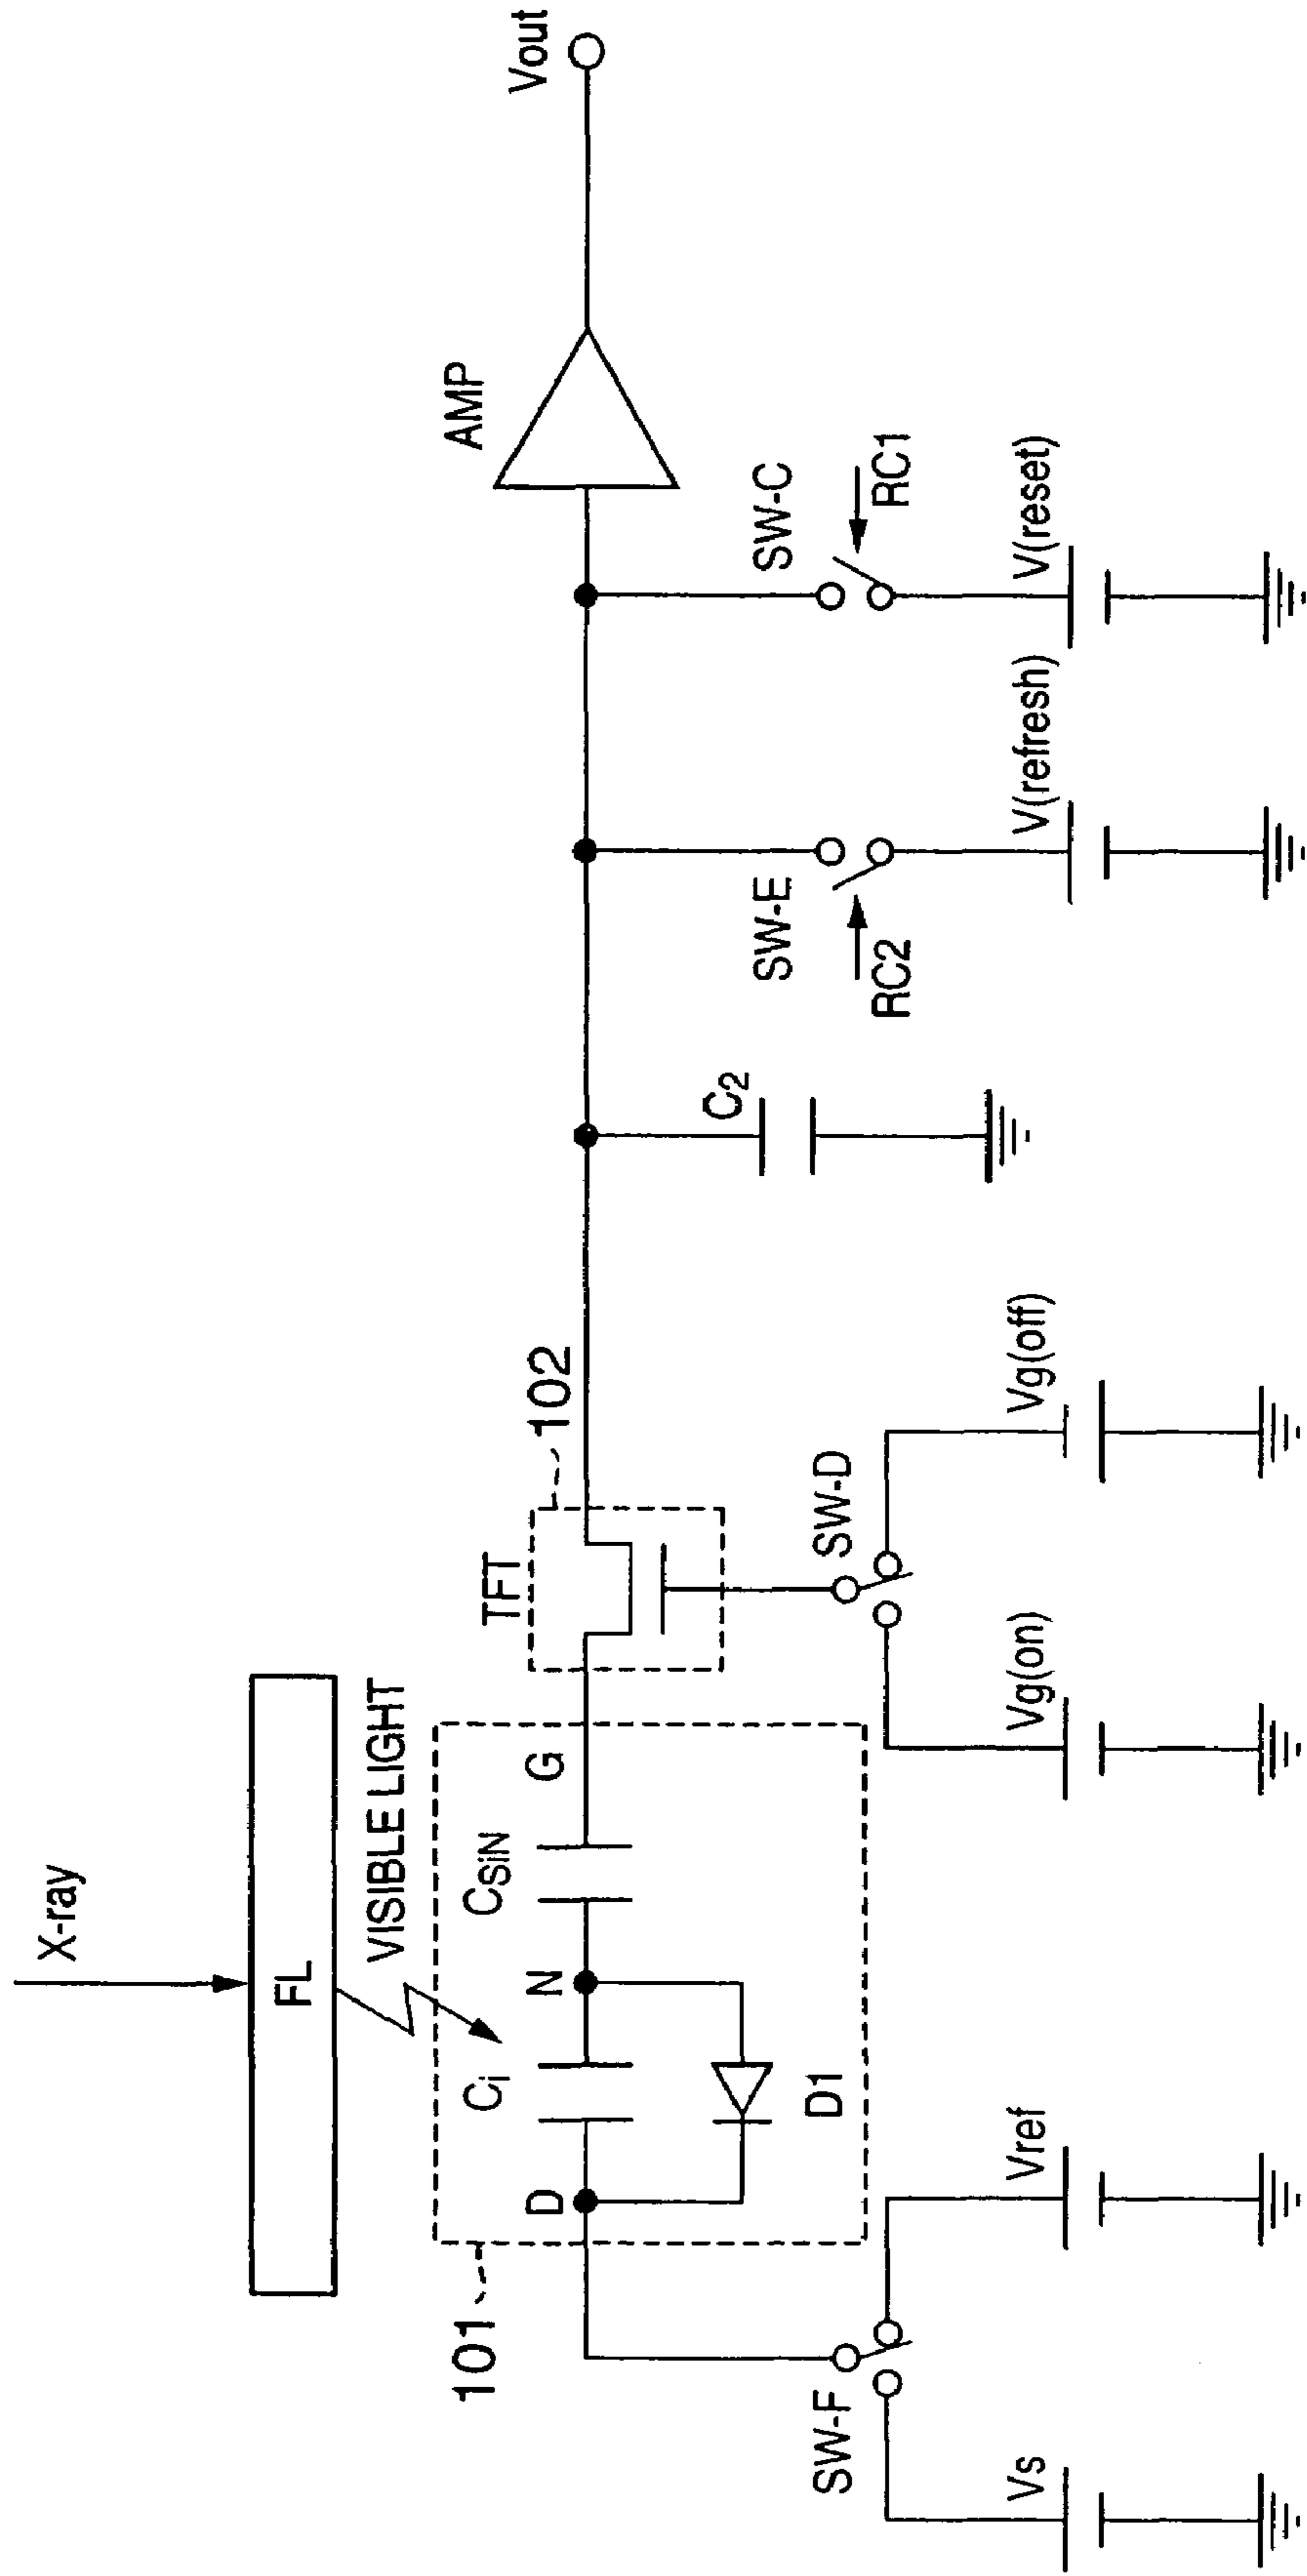 X-ray
FL
VISIBLE LIGHT
101
D
Ci
N
CSiN
G
D1
TFT
102
C2
AMP
Vout
SW-F
SW-D
SW-E
RC2
SW-C
RC1
Vs
Vref
Vg(on)
Vg(off)
V(refresh)
V(reset)